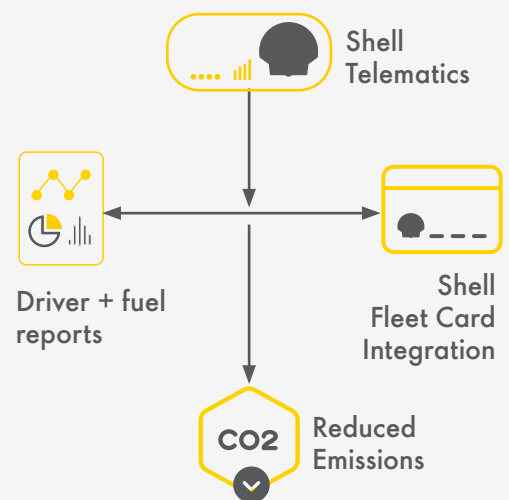 Shell
Telematics
Driver + fuel
reports
Shell
Fleet Card
Integration
CO2
Reduced
Emissions